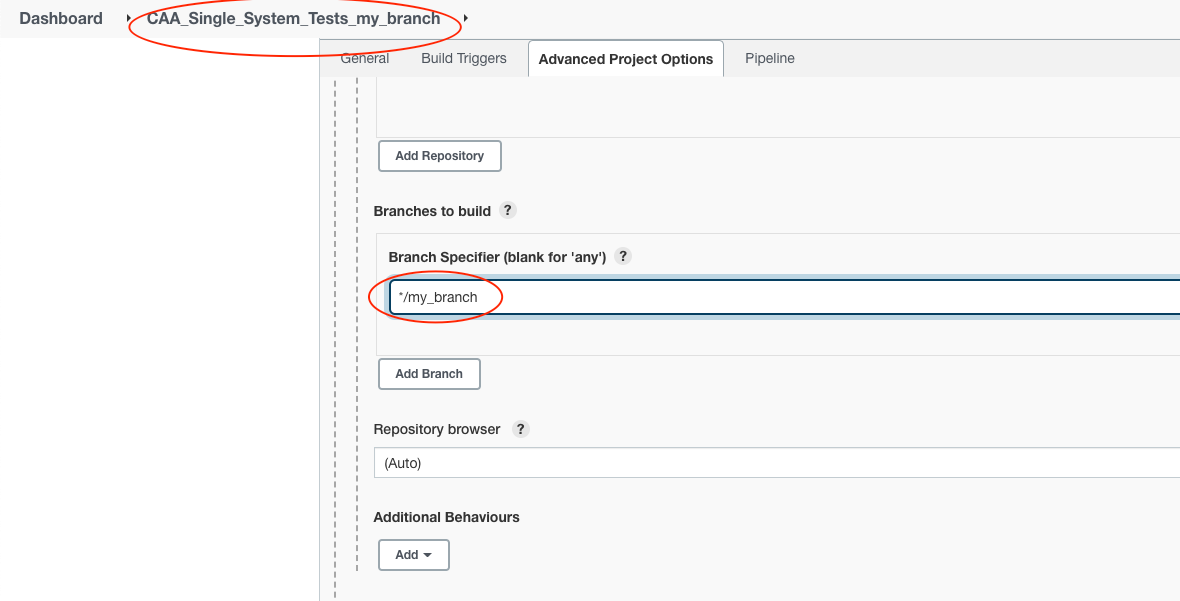 Dashboard CAA_Single_System_Tests_my_branch
General Build Triggers Advanced Project Options Pipeline
Add Repository
Branches to build ?
Branch Specifier (blank for 'any') ?
*/my_branch
Add Branch
Repository browser ?
(Auto)
Additional Behaviours
Add